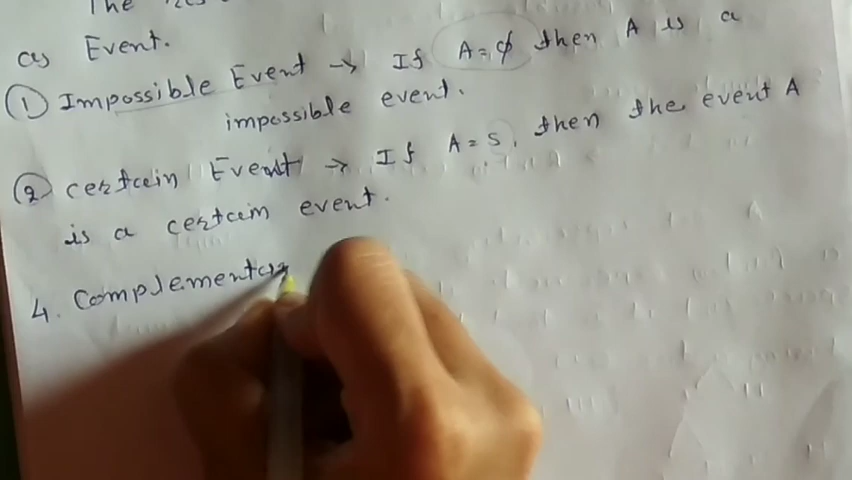 The
as Event.
① Impossible Event → If A = φ then A is a
impossible event.
② certain Event → If A = S, then the event A
is a certain event.
4. Complementar